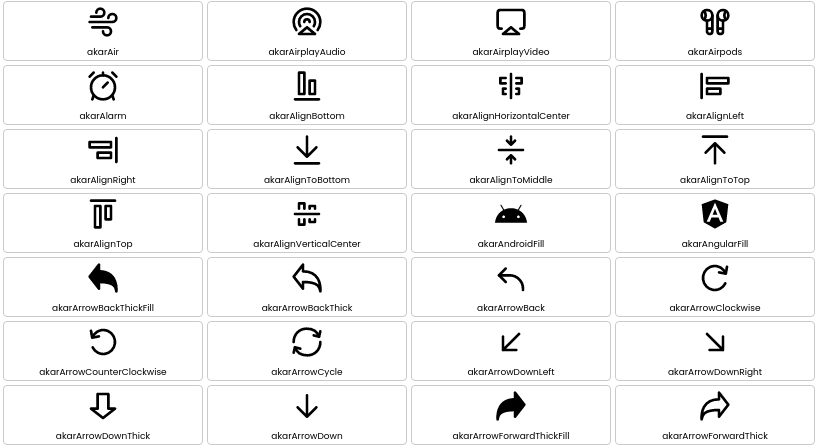 akarAir
akarAirplayAudio
akarAirplayVideo
akarAirpods
akarAlarm
akarAlignBottom
akarAlignHorizontalCenter
akarAlignLeft
akarAlignRight
akarAlignToBottom
akarAlignToMiddle
akarAlignToTop
akarAlignTop
akarAlignVerticalCenter
akarAndroidFill
akarAngularFill
akarArrowBackThickFill
akarArrowBackThick
akarArrowBack
akarArrowClockwise
akarArrowCounterClockwise
akarArrowCycle
akarArrowDownLeft
akarArrowDownRight
akarArrowDownThick
akarArrowDown
akarArrowForwardThickFill
akarArrowForwardThick